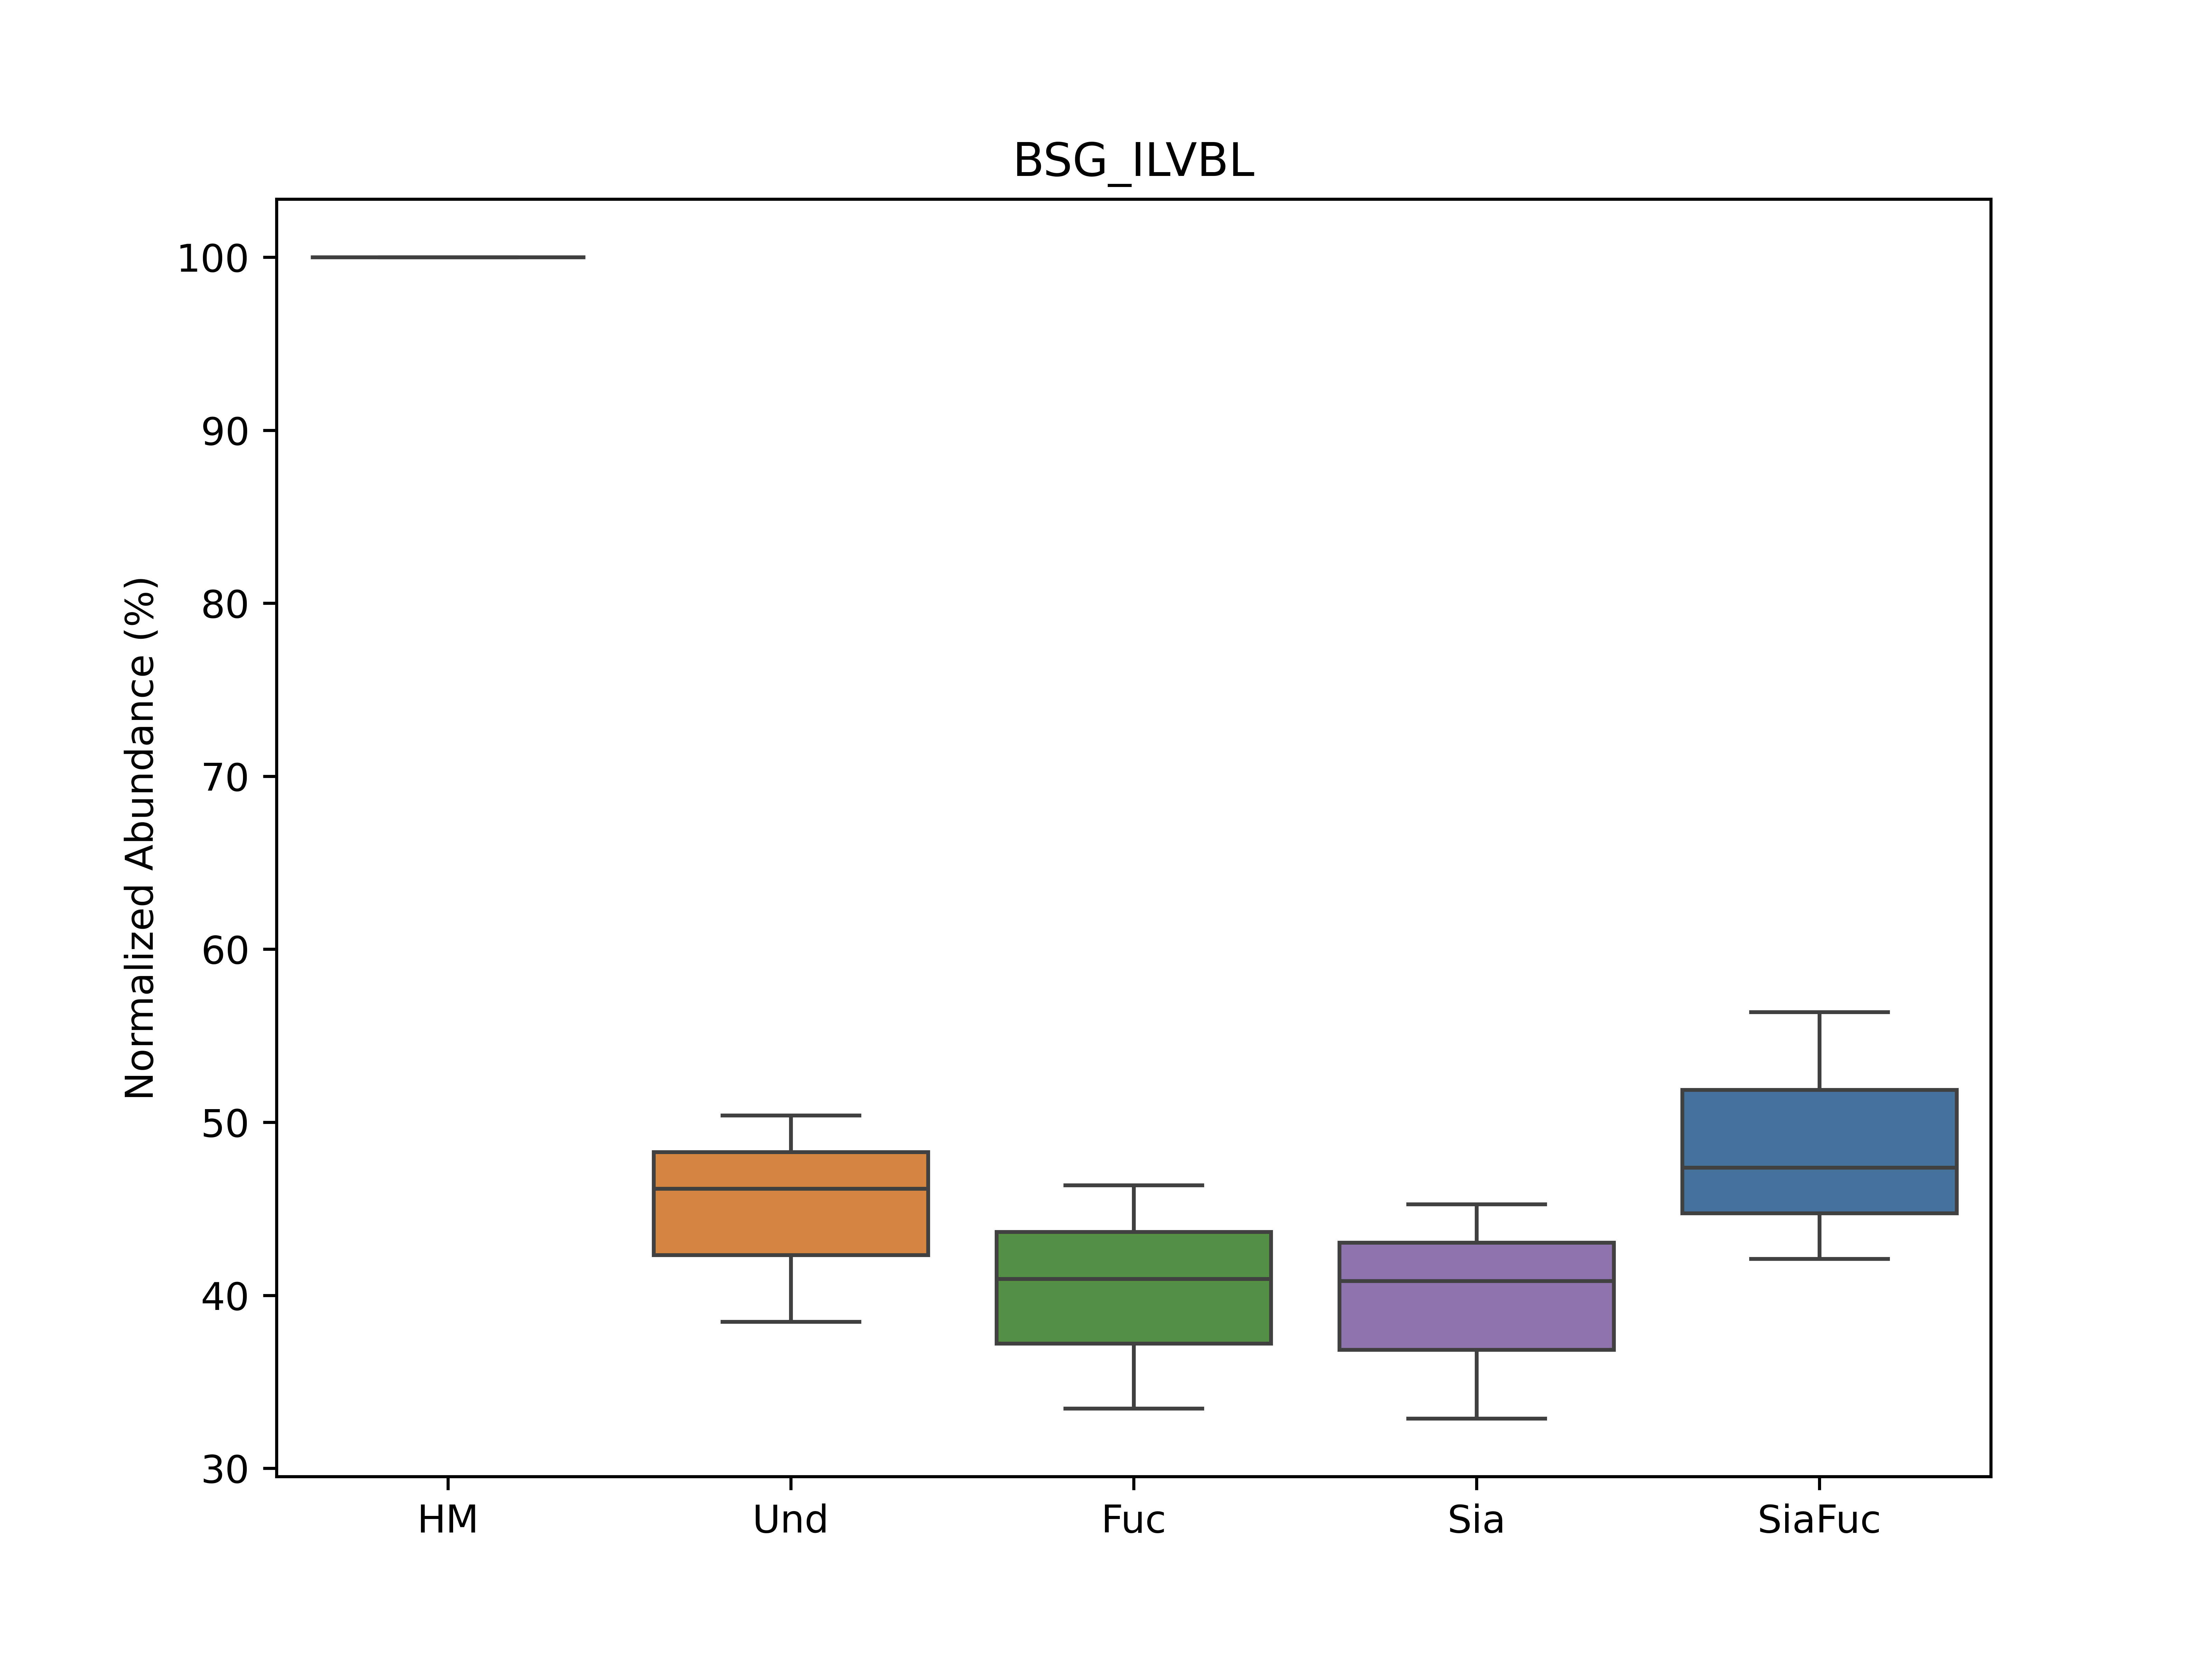 BSG_ILVBL
Normalized Abundance (%)
100
90
80
70
60
50
40
30
HM
Und
Fuc
Sia
SiaFuc